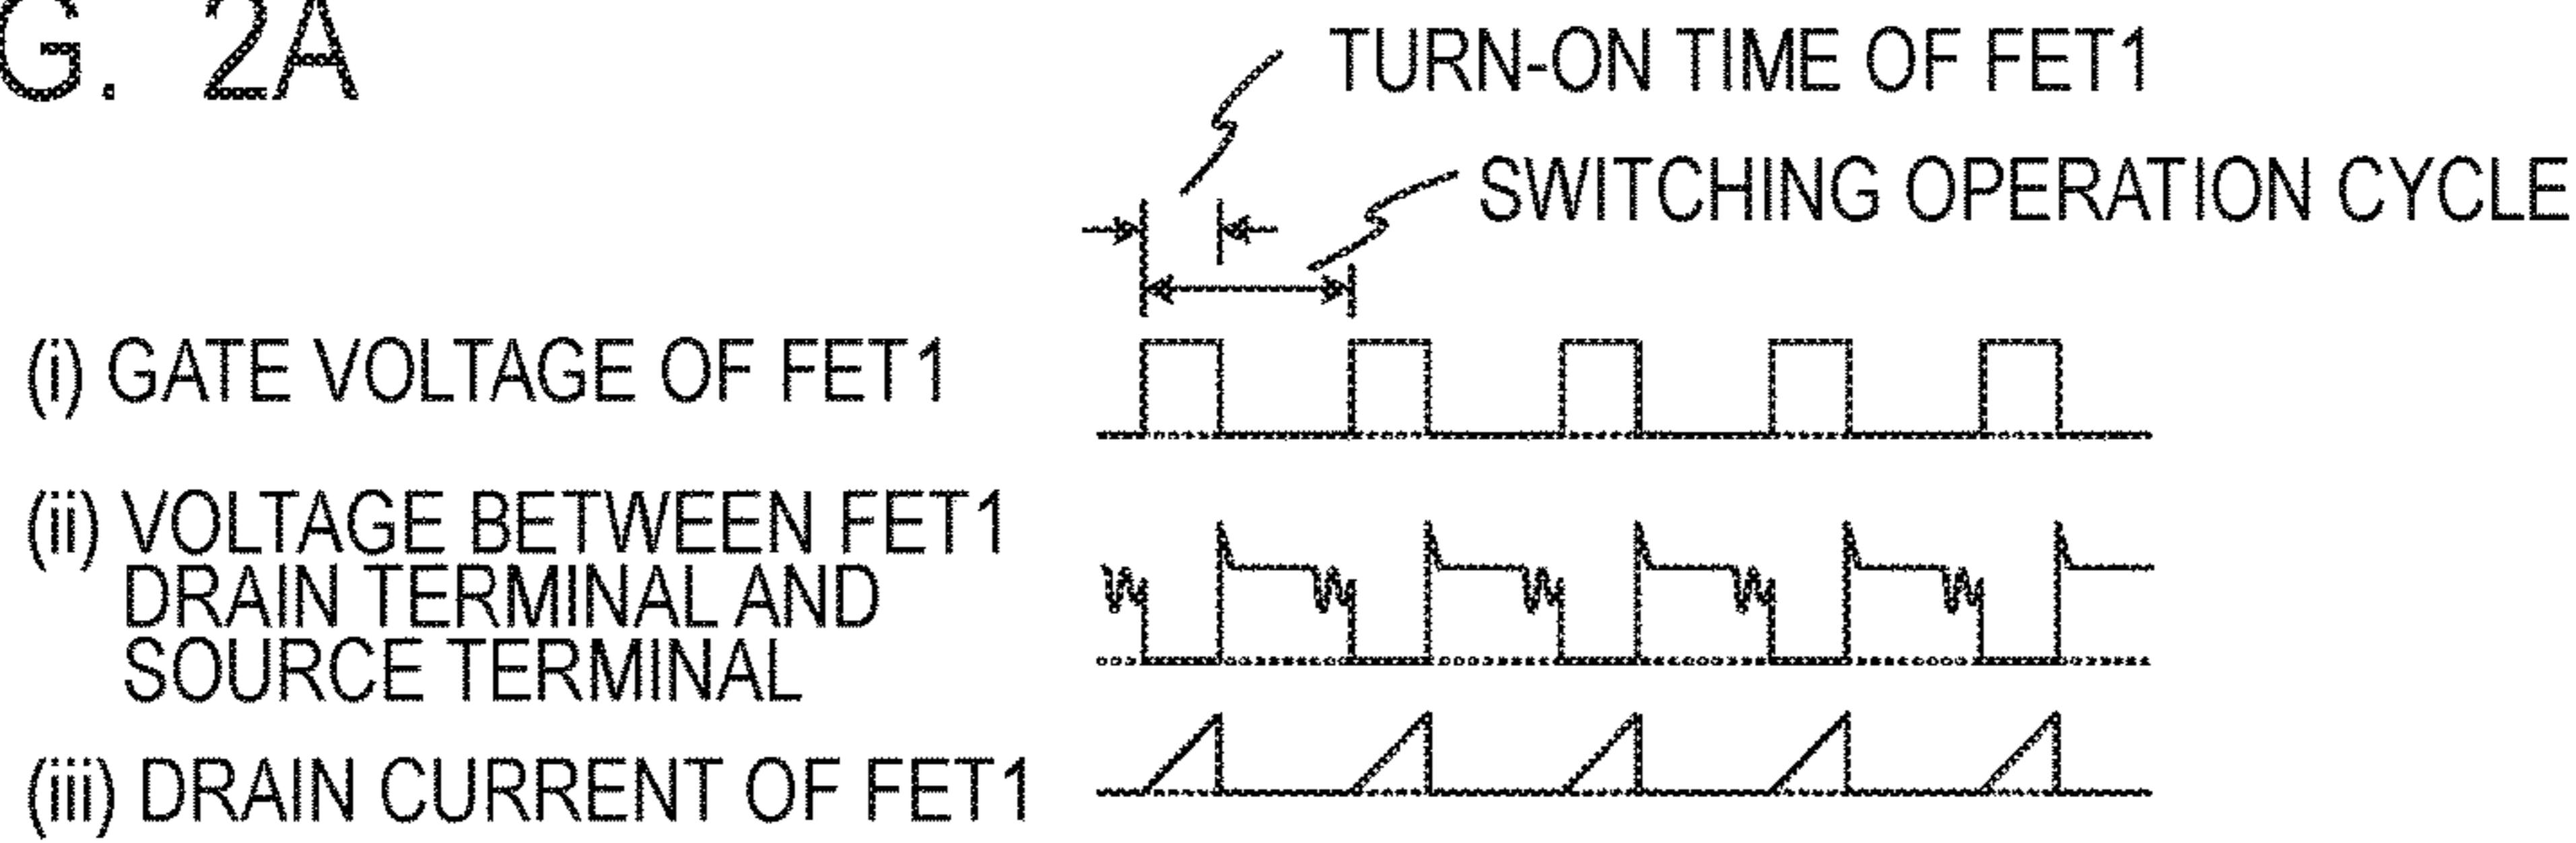 G. 2A
TURN-ON TIME OF FET1
SWITCHING OPERATION CYCLE
(i) GATE VOLTAGE OF FET1
(ii) VOLTAGE BETWEEN FET1
DRAIN TERMINAL AND
SOURCE TERMINAL
(iii) DRAIN CURRENT OF FET1